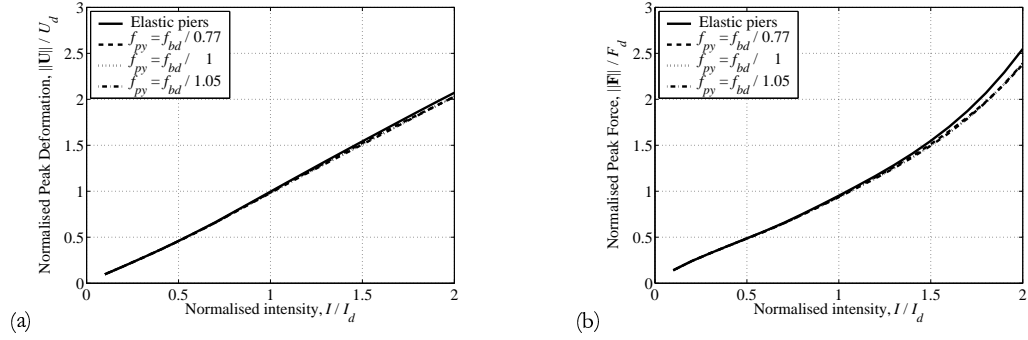 3
2.5
2
1.5
1
0.5
0
Normalised Peak Deformation, ||U|| / U_d
Elastic piers
f_py = f_bd / 0.77
f_py = f_bd / 1
f_py = f_bd / 1.05
0 0.5 1 1.5 2
Normalised intensity, I / I_d
(a)
3
2.5
2
1.5
1
0.5
0
Normalised Peak Force, ||F|| / F_d
Elastic piers
f_py = f_bd / 0.77
f_py = f_bd / 1
f_py = f_bd / 1.05
0 0.5 1 1.5 2
Normalised intensity, I / I_d
(b)